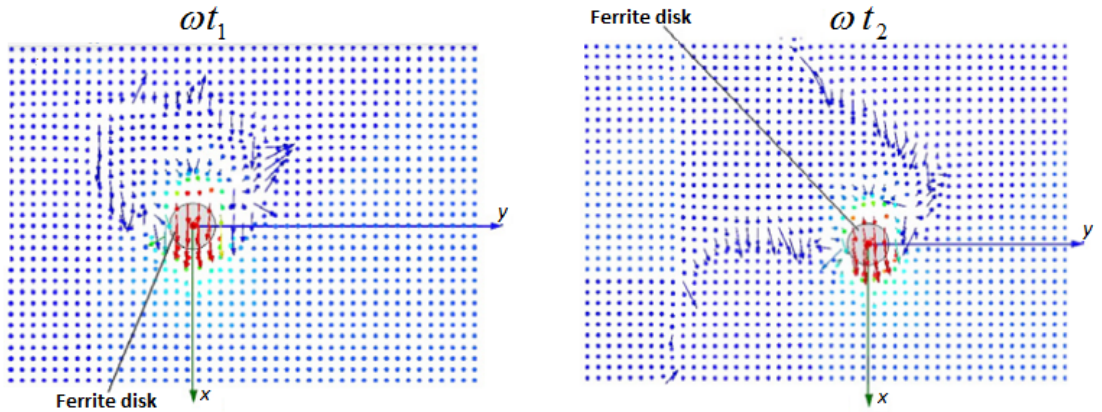 ωt₁
Ferrite disk
ω t₂
y
y
x
x
Ferrite disk